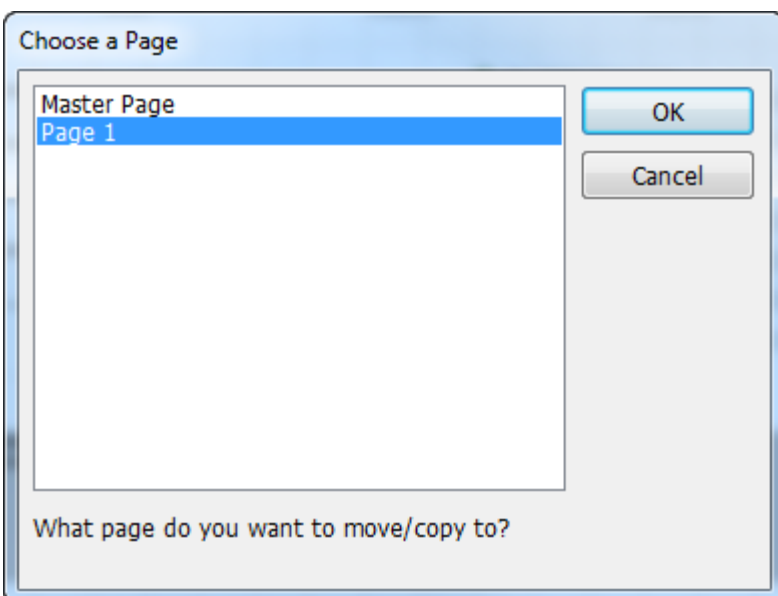 Choose a Page
Master Page
Page 1
OK
Cancel
What page do you want to move/copy to?